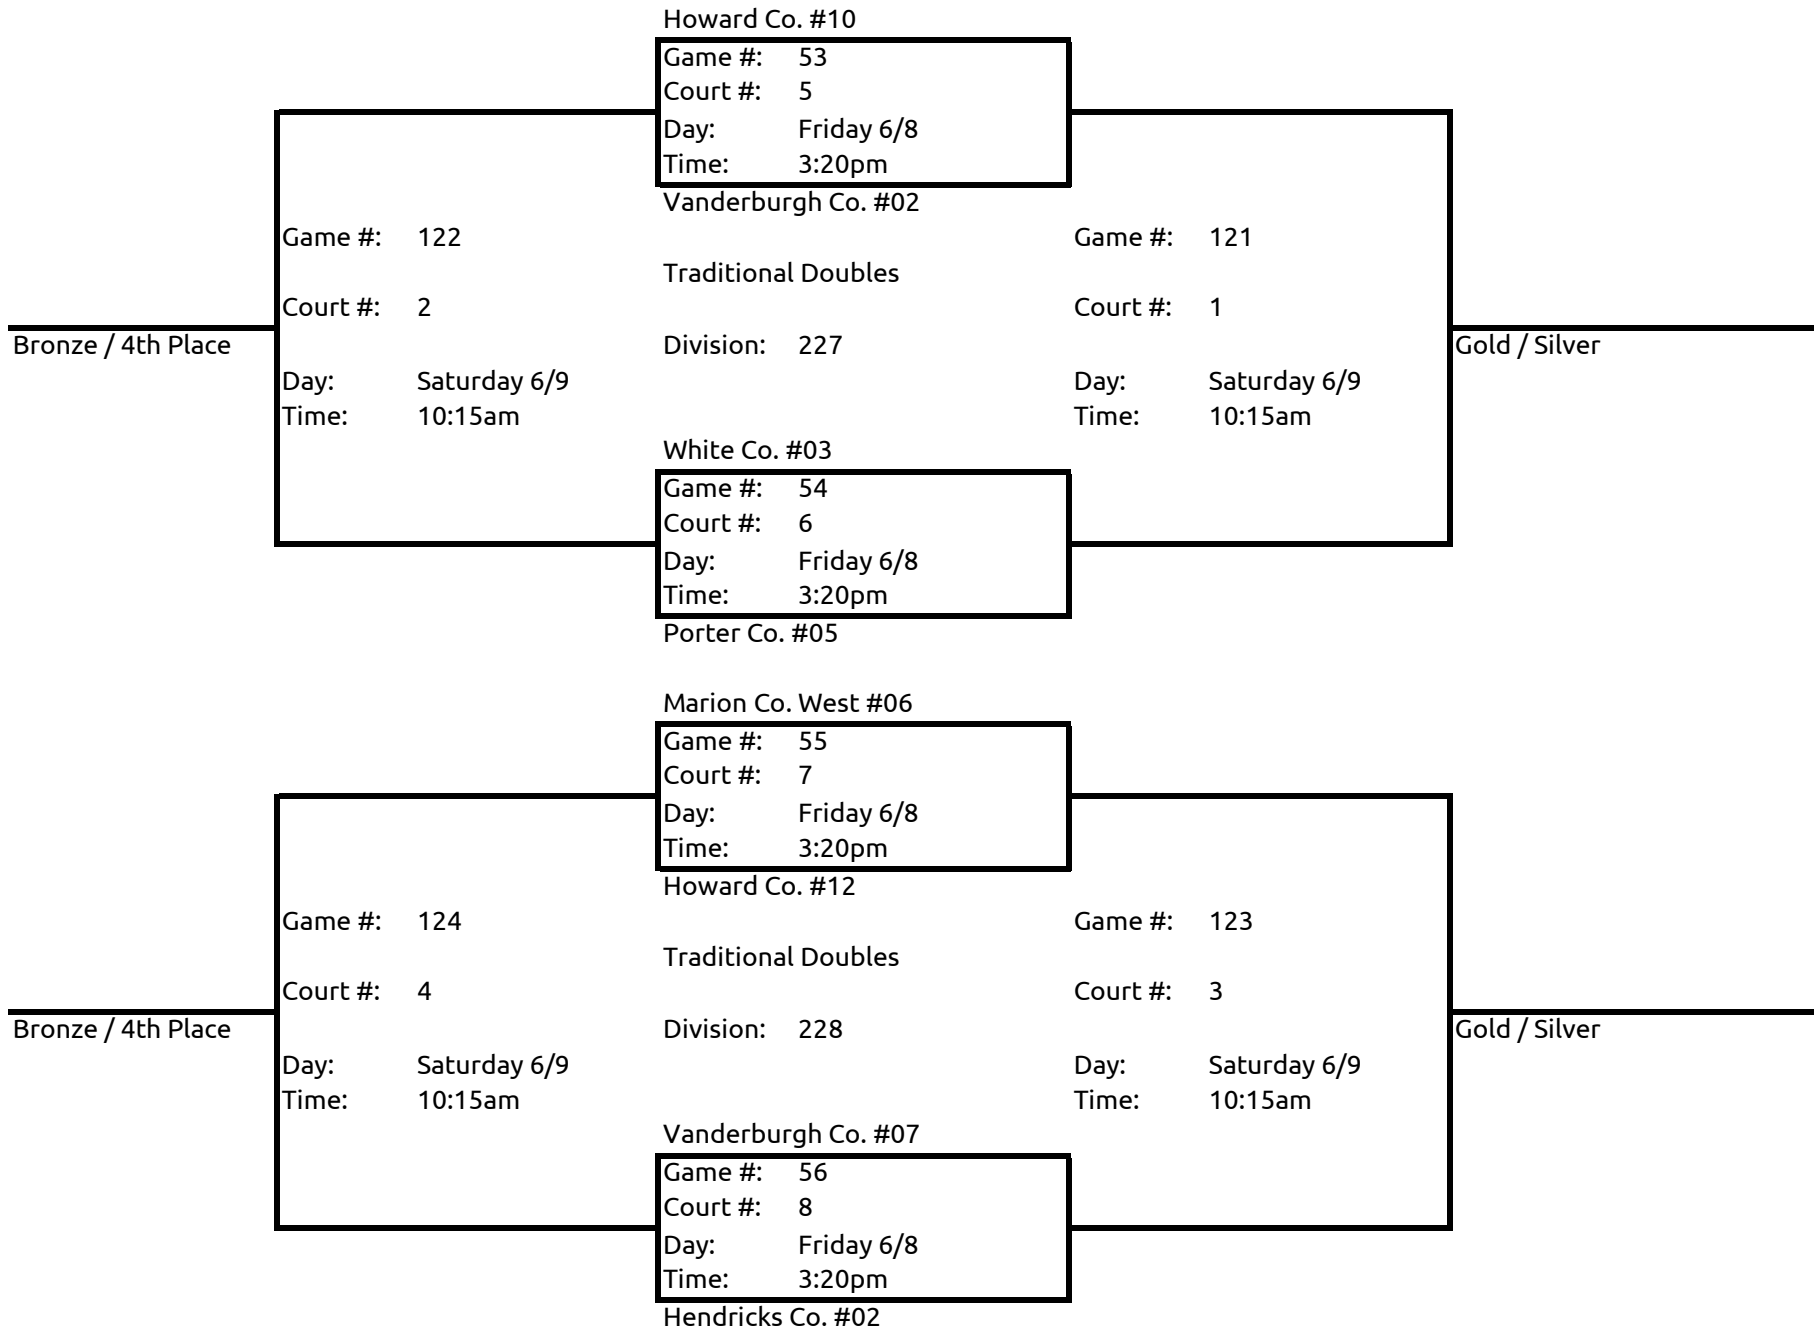 Howard Co. #10
Game #: 53
Court #: 5
Day: Friday 6/8
Time: 3:20pm
Vanderburgh Co. #02
Game #: 122
Game #: 121
Traditional Doubles
Court #: 2
Court #: 1
Bronze / 4th Place
Division: 227
Gold / Silver
Day: Saturday 6/9
Day: Saturday 6/9
Time: 10:15am
Time: 10:15am
White Co. #03
Game #: 54
Court #: 6
Day: Friday 6/8
Time: 3:20pm
Porter Co. #05
Marion Co. West #06
Game #: 55
Court #: 7
Day: Friday 6/8
Time: 3:20pm
Howard Co. #12
Game #: 124
Game #: 123
Traditional Doubles
Court #: 4
Court #: 3
Bronze / 4th Place
Division: 228
Gold / Silver
Day: Saturday 6/9
Day: Saturday 6/9
Time: 10:15am
Time: 10:15am
Vanderburgh Co. #07
Game #: 56
Court #: 8
Day: Friday 6/8
Time: 3:20pm
Hendricks Co. #02